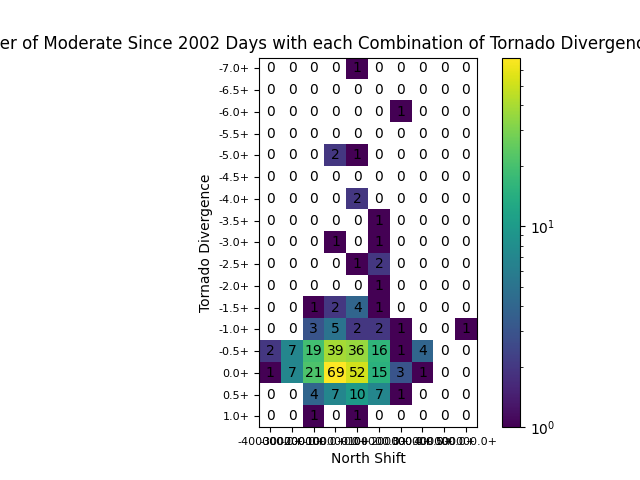 er of Moderate Since 2002 Days with each Combination of Tornado Divergenc
-7.0+ 0 0 0 0 1 0 0 0 0 0
-6.5+ 0 0 0 0 0 0 0 0 0 0
-6.0+ 0 0 0 0 0 0 1 0 0 0
-5.5+ 0 0 0 0 0 0 0 0 0 0
-5.0+ 0 0 0 2 1 0 0 0 0 0
-4.5+ 0 0 0 0 0 0 0 0 0 0
-4.0+ 0 0 0 0 2 0 0 0 0 0
-3.5+ 0 0 0 0 0 1 0 0 0 0
-3.0+ 0 0 0 1 0 1 0 0 0 0
-2.5+ 0 0 0 0 1 2 0 0 0 0
-2.0+ 0 0 0 0 0 1 0 0 0 0
-1.5+ 0 0 1 2 4 1 0 0 0 0
-1.0+ 0 0 3 5 2 2 1 0 0 1
-0.5+ 2 7 19 39 36 16 1 4 0 0
0.0+ 1 7 21 69 52 15 3 1 0 0
0.5+ 0 0 4 7 10 7 1 0 0 0
1.0+ 0 0 1 0 1 0 0 0 0 0
Tornado Divergence
North Shift
10¹
10⁰